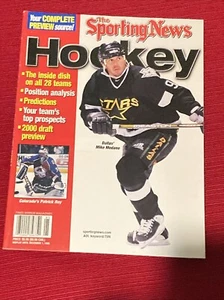 Your COMPLETE
PREVIEW source!
The
Sporting News
Hockey
• The inside dish
on all 28 teams
• Position analysis
• Predictions
• Your team's
top prospects
• 2000 draft
preview
STARS
Dallas'
Mike Modano
Colorado's Patrick Roy
sportingnews.com